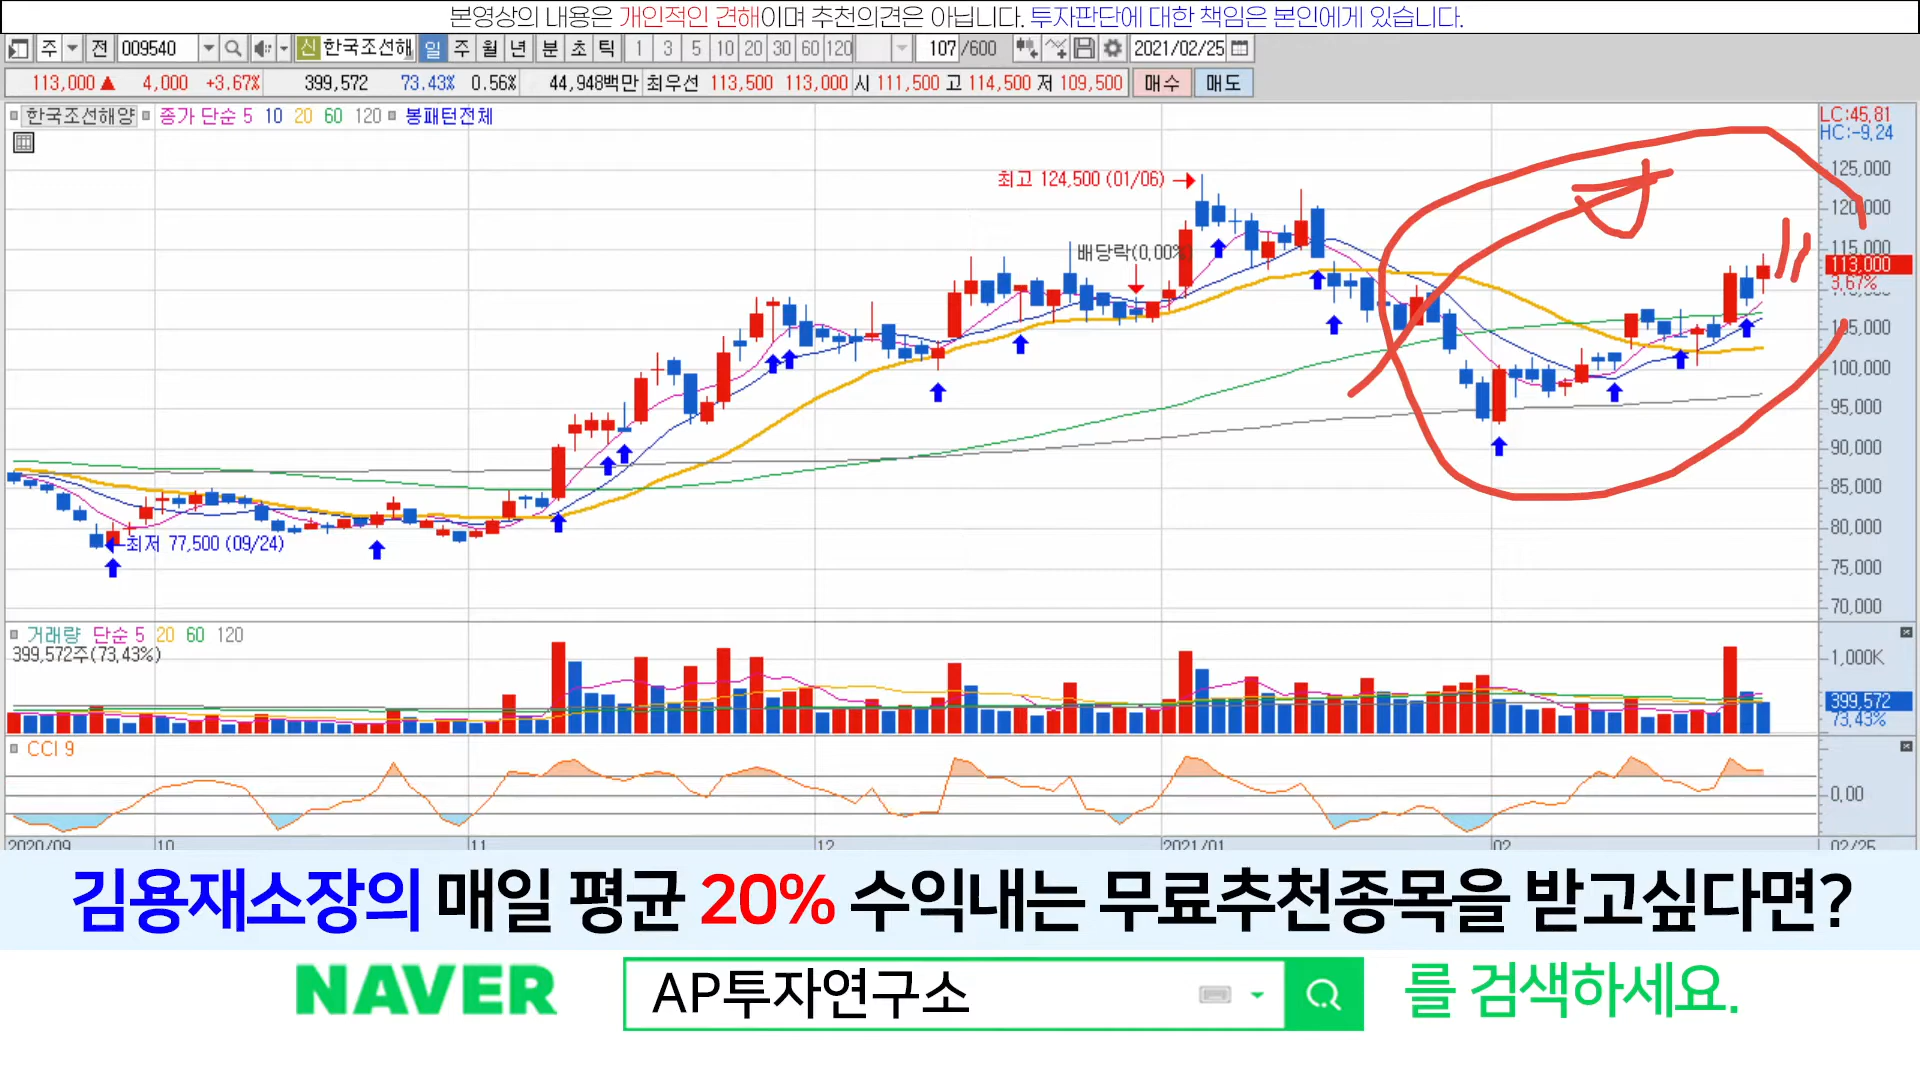 본영상의 내용은 개인적인 견해이며 추천의견은 아닙니다. 투자판단에 대한 책임은 본인에게 있습니다.
주 전 009540 신 한국조선해 일 주 월 년 분 초 틱 1 3 5 10 20 30 60 120 107 /600 2021/02/25
113,000 ▲ 4,000 +3.67% 399,572 73.43% 0.56% 44,948백만 최우선 113,500 113,000 시 111,500 고 114,500 저 109,500 매수 매도
한국조선해양 종가 단순 5 10 20 60 120 봉패턴전체
LC:45.81
HC:-9.24
125,000
최고 124,500 (01/06)
120,000
115,000
배당락(0.00%)
113,000
3.67%
105,000
100,000
95,000
90,000
85,000
80,000
최저 77,500 (09/24)
75,000
70,000
거래량 단순 5 20 60 120
399,572주(73.43%)
1,000K
399,572
73.43%
CCI 9
0.00
2020/09 10 11 12 2021/01 02 02/25
김용재소장의 매일 평균 20% 수익내는 무료추천종목을 받고싶다면?
NAVER AP투자연구소 를 검색하세요.